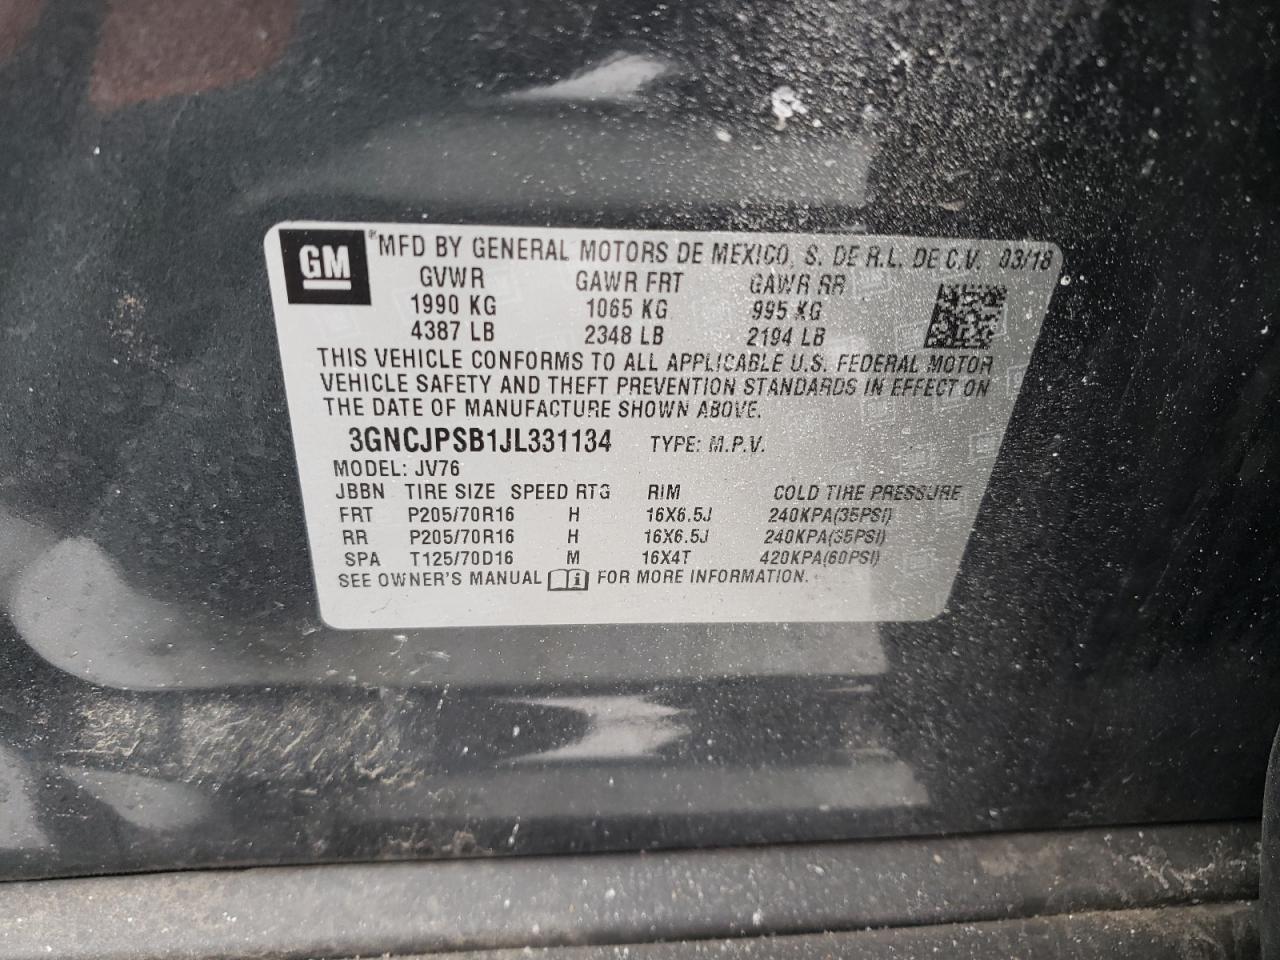 GM ® MFD BY GENERAL MOTORS DE MEXICO, S. DE R.L. DE C.V. 03/18
GVWR GAWR FRT GAWR RR
1990 KG 1065 KG 995 KG
4387 LB 2348 LB 2194 LB
THIS VEHICLE CONFORMS TO ALL APPLICABLE U.S. FEDERAL MOTOR
VEHICLE SAFETY AND THEFT PREVENTION STANDARDS IN EFFECT ON
THE DATE OF MANUFACTURE SHOWN ABOVE.
3GNCJPSB1JL331134 TYPE: M.P.V.
MODEL: JV76
JBBN TIRE SIZE SPEED RTG RIM COLD TIRE PRESSURE
FRT P205/70R16 H 16X6.5J 240KPA(35PSI)
RR P205/70R16 H 16X6.5J 240KPA(35PSI)
SPA T125/70D16 M 16X4T 420KPA(60PSI)
SEE OWNER'S MANUAL i FOR MORE INFORMATION.